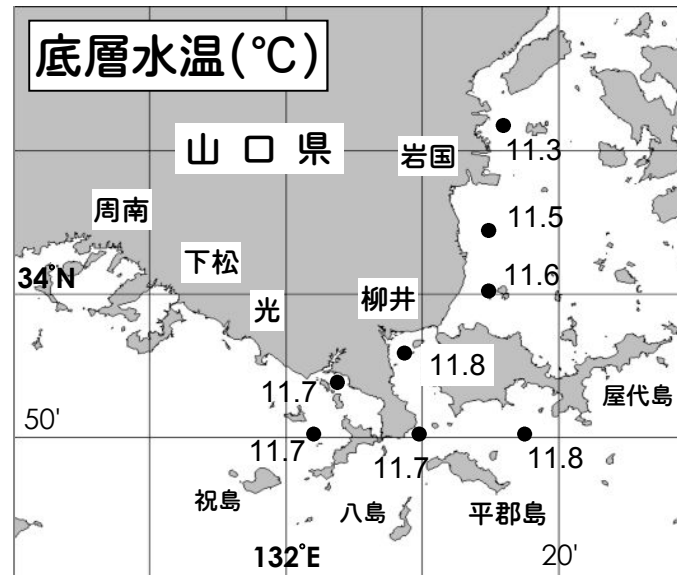 底層水温(℃)
山口県
岩国
11.3
周南
11.5
下松
34°N
11.6
光
柳井
11.8
11.7
屋代島
50'
11.7
11.7
11.8
祝島
八島
平郡島
132°E
20'